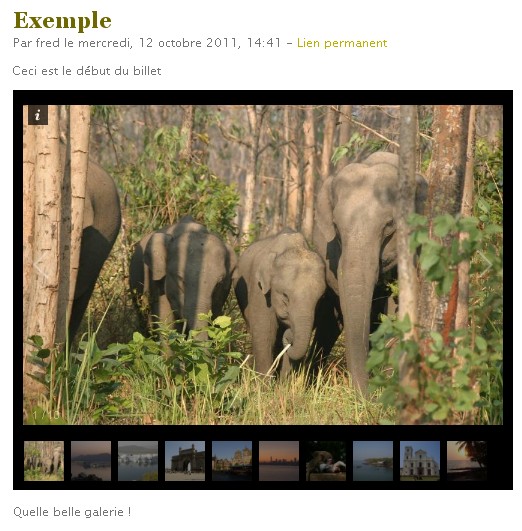 Exemple
Par fred le mercredi, 12 octobre 2011, 14:41 - Lien permanent
Ceci est le début du billet
i
Quelle belle galerie !